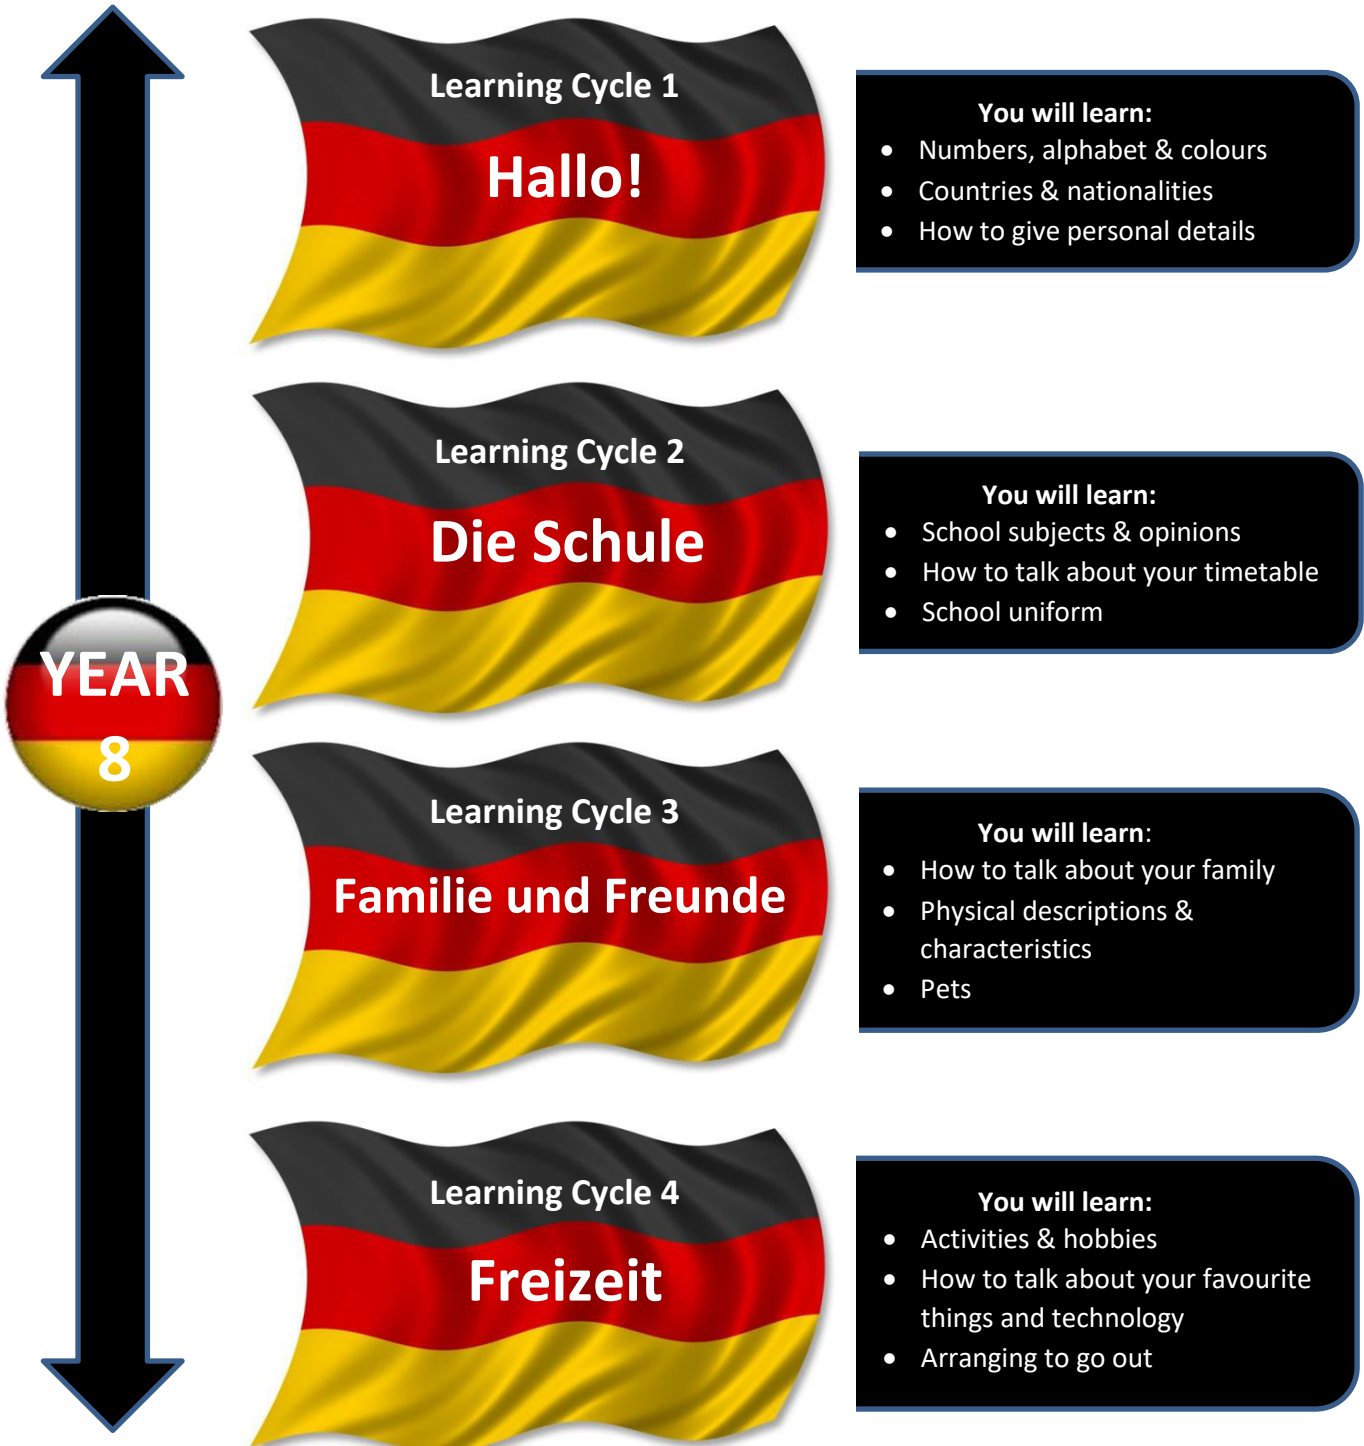 Learning Cycle 1
Hallo!
You will learn:
• Numbers, alphabet & colours
• Countries & nationalities
• How to give personal details
Learning Cycle 2
Die Schule
You will learn:
• School subjects & opinions
• How to talk about your timetable
• School uniform
YEAR
8
Learning Cycle 3
Familie und Freunde
You will learn:
• How to talk about your family
• Physical descriptions &
characteristics
• Pets
Learning Cycle 4
Freizeit
You will learn:
• Activities & hobbies
• How to talk about your favourite
things and technology
• Arranging to go out